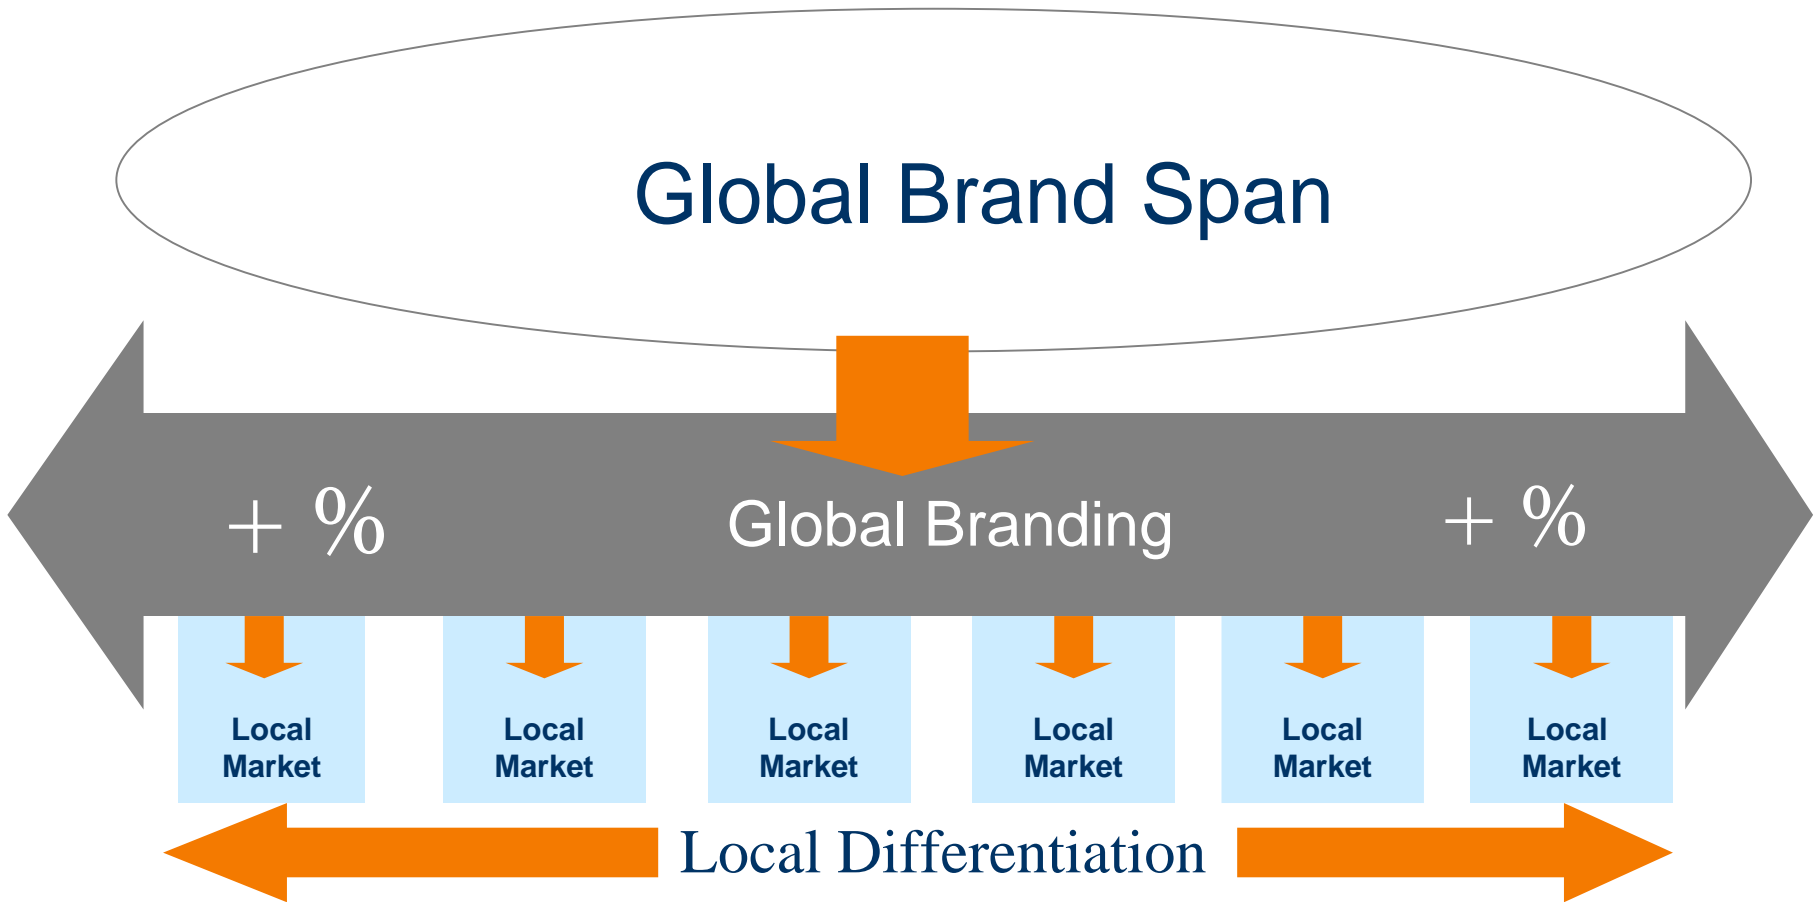 Global Brand Span
+ %
Global Branding
+ %
Local
Market
Local
Market
Local
Market
Local
Market
Local
Market
Local
Market
Local Differentiation